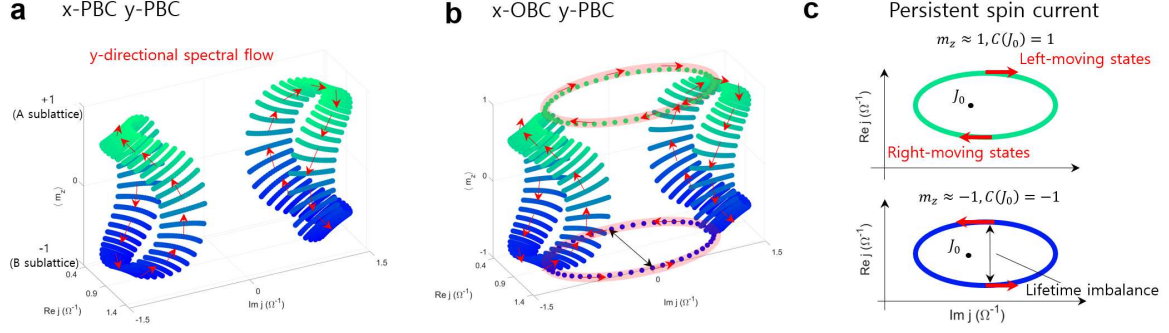 a
x-PBC y-PBC
y-directional spectral flow
+1
(A sublattice)
0
⟨ m_z⟩
-1
(B sublattice)
0.4
0.9
1.4
Re j (Ω⁻¹)
-1.5
0
Im j (Ω⁻¹)
1.5
b
x-OBC y-PBC
1
0
⟨ m_z⟩
-1
0.4
0.9
1.4
Re j (Ω⁻¹)
-1.5
0
Im j (Ω⁻¹)
1.5
c
Persistent spin current
m_z ≈ 1, C(J_0) = 1
Left-moving states
J_0
Re j (Ω⁻¹)
Right-moving states
m_z ≈ −1, C(J_0) = −1
J_0
Re j (Ω⁻¹)
Lifetime imbalance
Im j (Ω⁻¹)